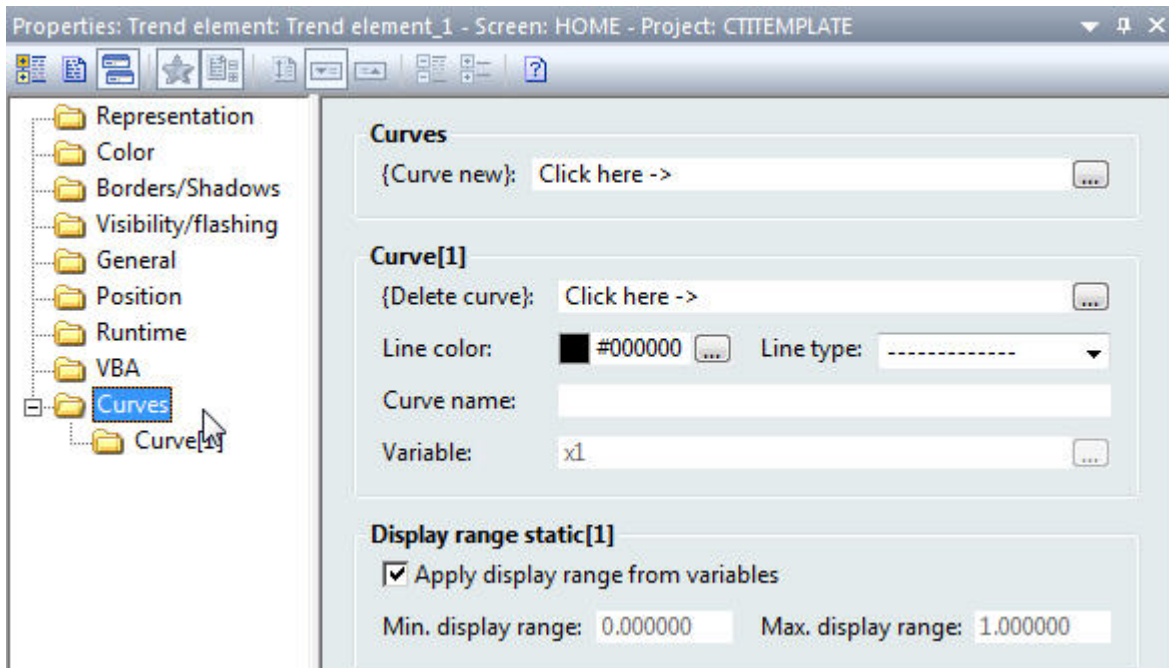 Properties: Trend element: Trend element_1 - Screen: HOME - Project: CTITEMPLATE
Representation
Color
Borders/Shadows
Visibility/flashing
General
Position
Runtime
VBA
Curves
Curve[1]
Curves
{Curve new}: Click here -> ...
Curve[1]
{Delete curve}: Click here -> ...
Line color: #000000 ... Line type: -------------
Curve name:
Variable: x1 ...
Display range static[1]
Apply display range from variables
Min. display range: 0.000000 Max. display range: 1.000000